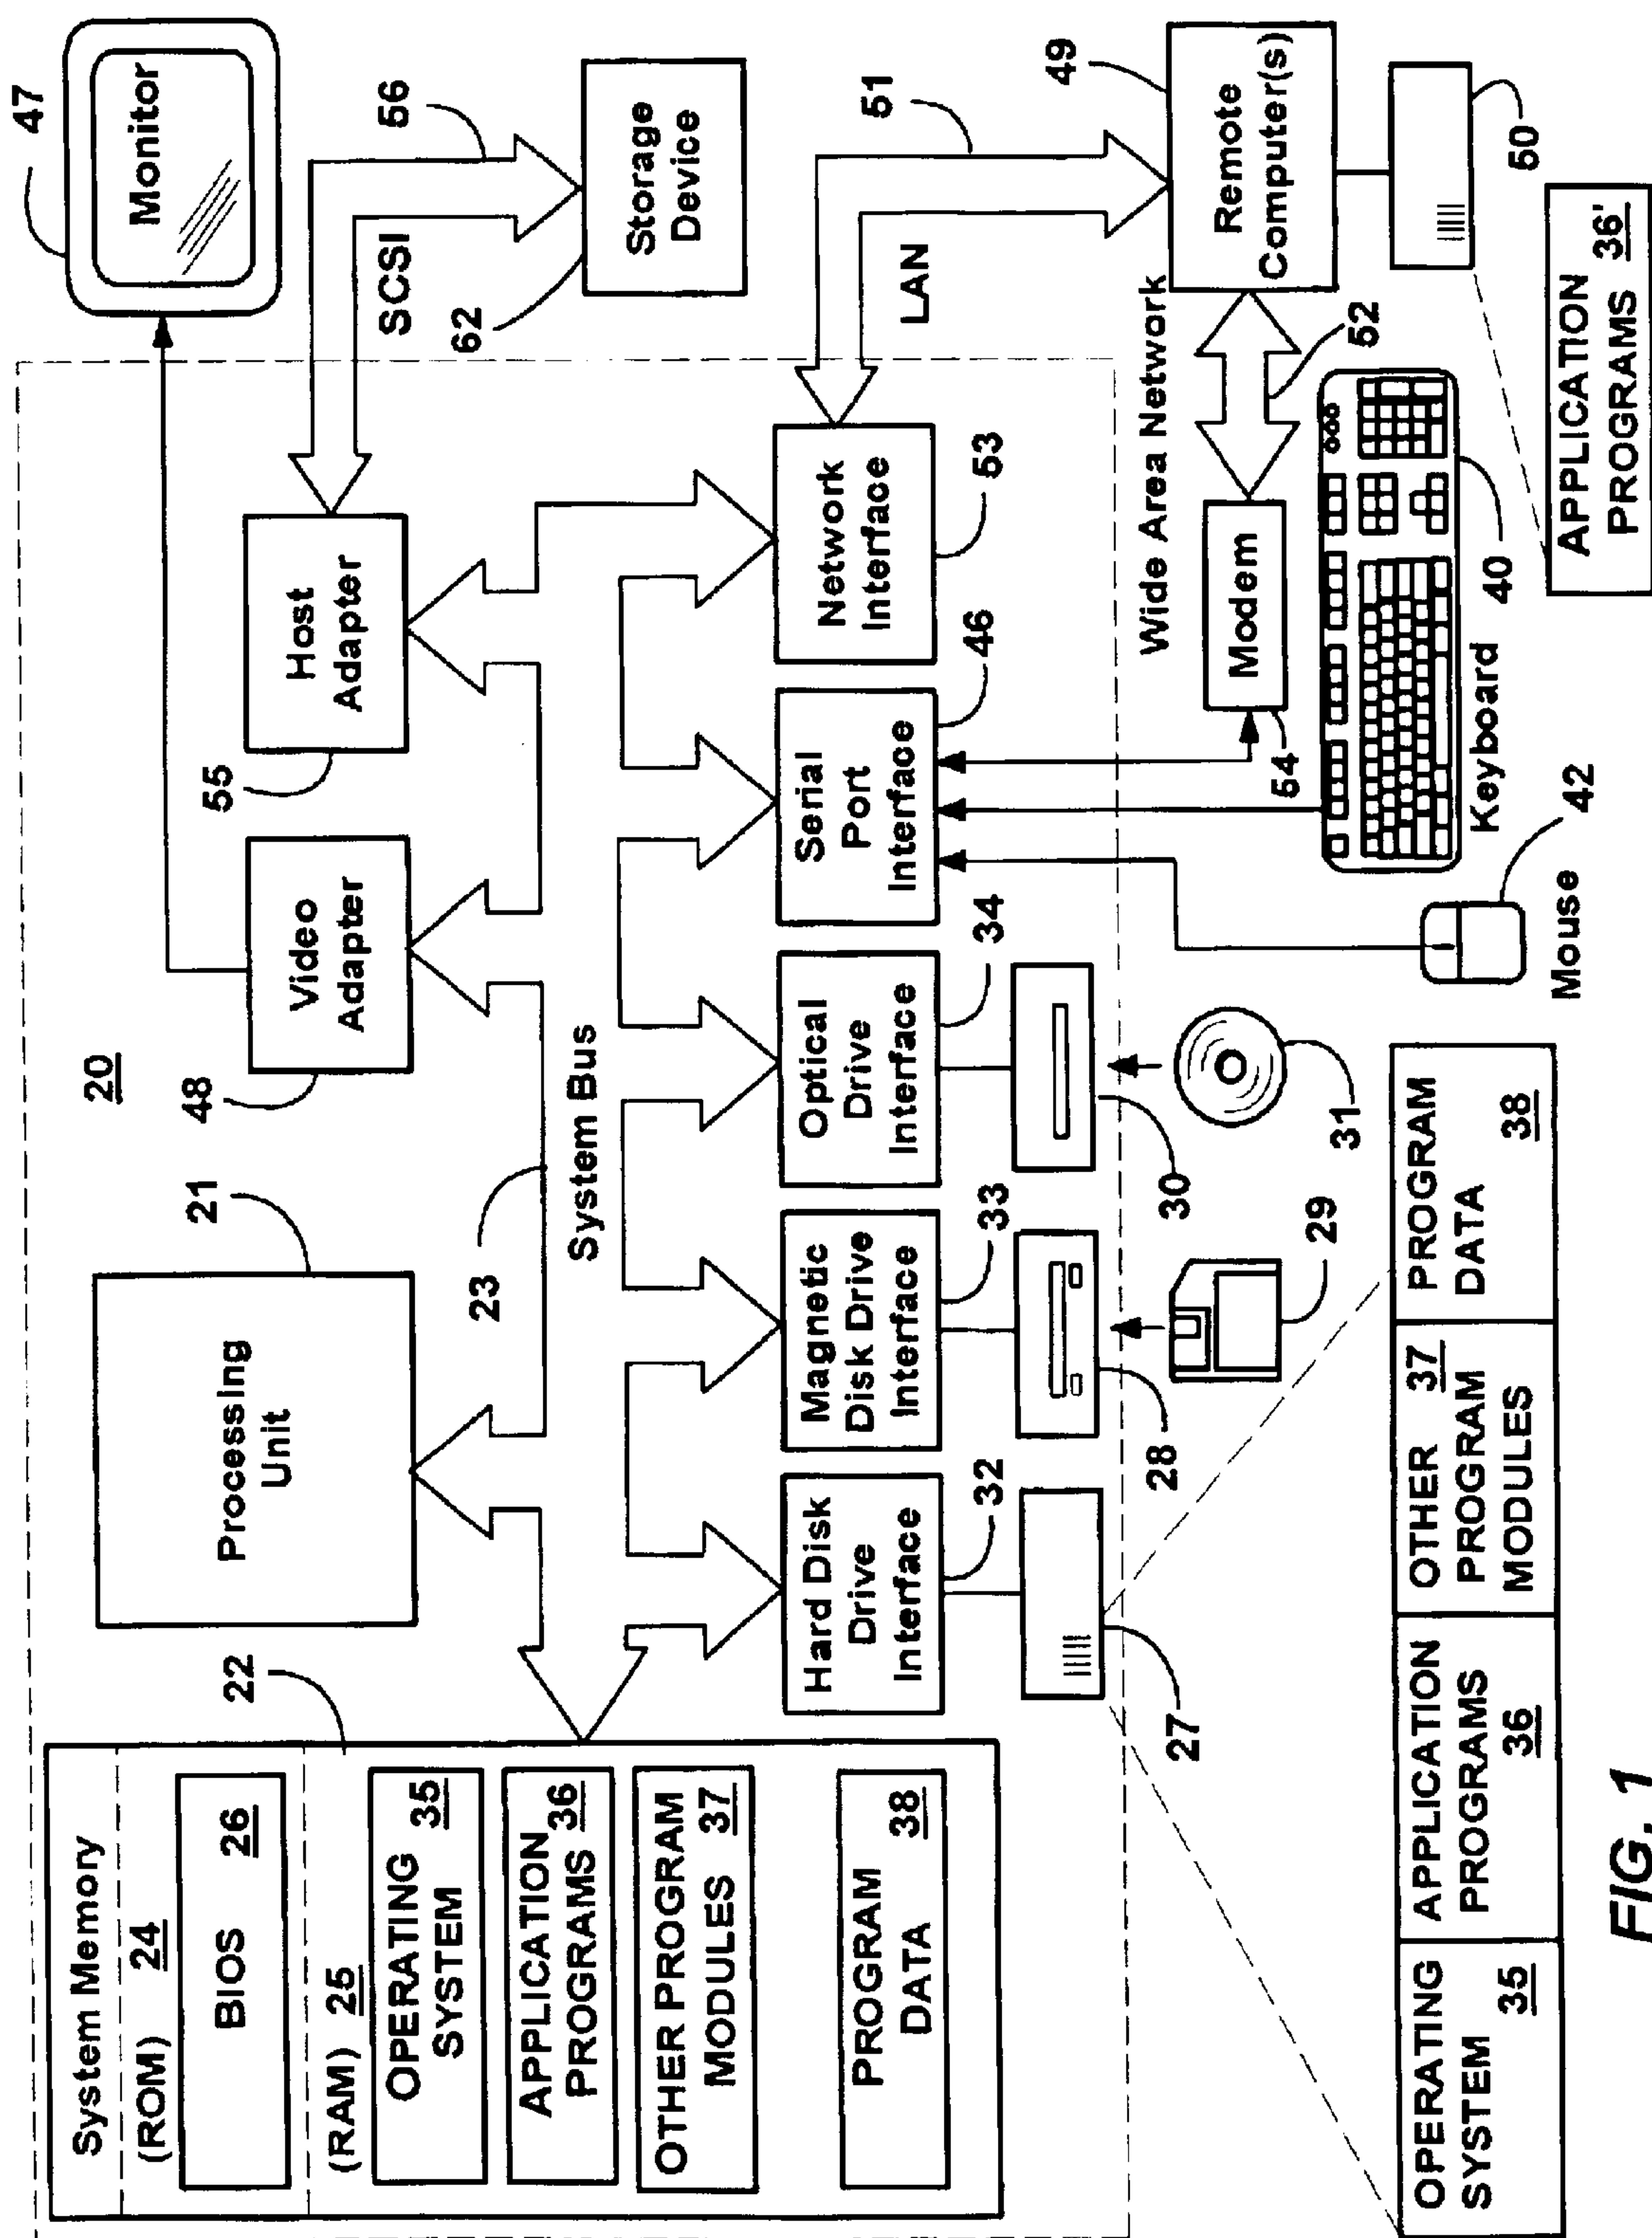 20
System Memory
(ROM) 24
BIOS 26
(RAM) 25
OPERATING
SYSTEM 35
APPLICATION
PROGRAMS 36
OTHER PROGRAM
MODULES 37
PROGRAM
DATA 38
22
Processing
Unit
21
Video
Adapter
48
Host
Adapter
55
Monitor
47
SCSI
56
Storage
Device
62
23
System Bus
Hard Disk
Drive
Interface
32
Magnetic
Disk Drive
Interface
33
Optical
Drive
Interface
34
Serial
Port
Interface
46
Network
Interface
53
LAN
51
27
28
29
30
31
Wide Area Network
52
Modem
54
Remote
Computer(s)
49
50
Keyboard
40
Mouse
42
OPERATING
SYSTEM 35
APPLICATION
PROGRAMS
36
OTHER 37
PROGRAM
MODULES
PROGRAM
DATA
38
APPLICATION
PROGRAMS 36'
FIG. 1